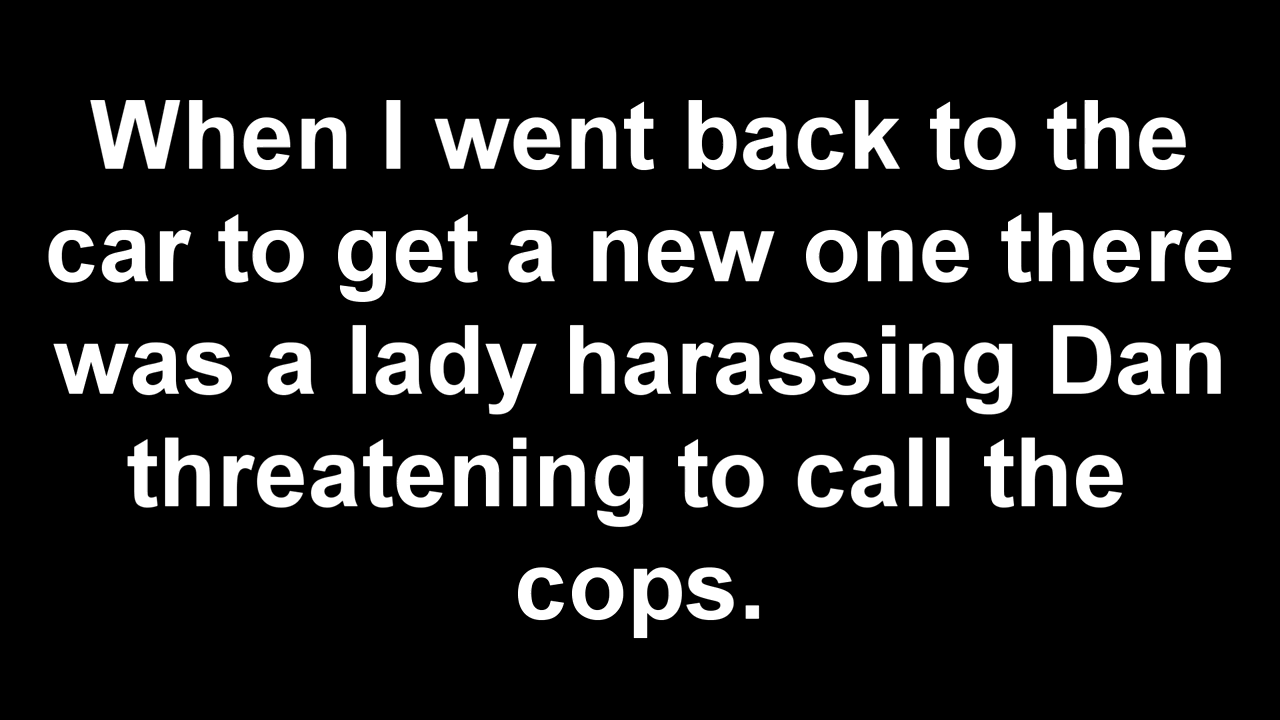 When I went back to the
car to get a new one there
was a lady harassing Dan
threatening to call the
cops.